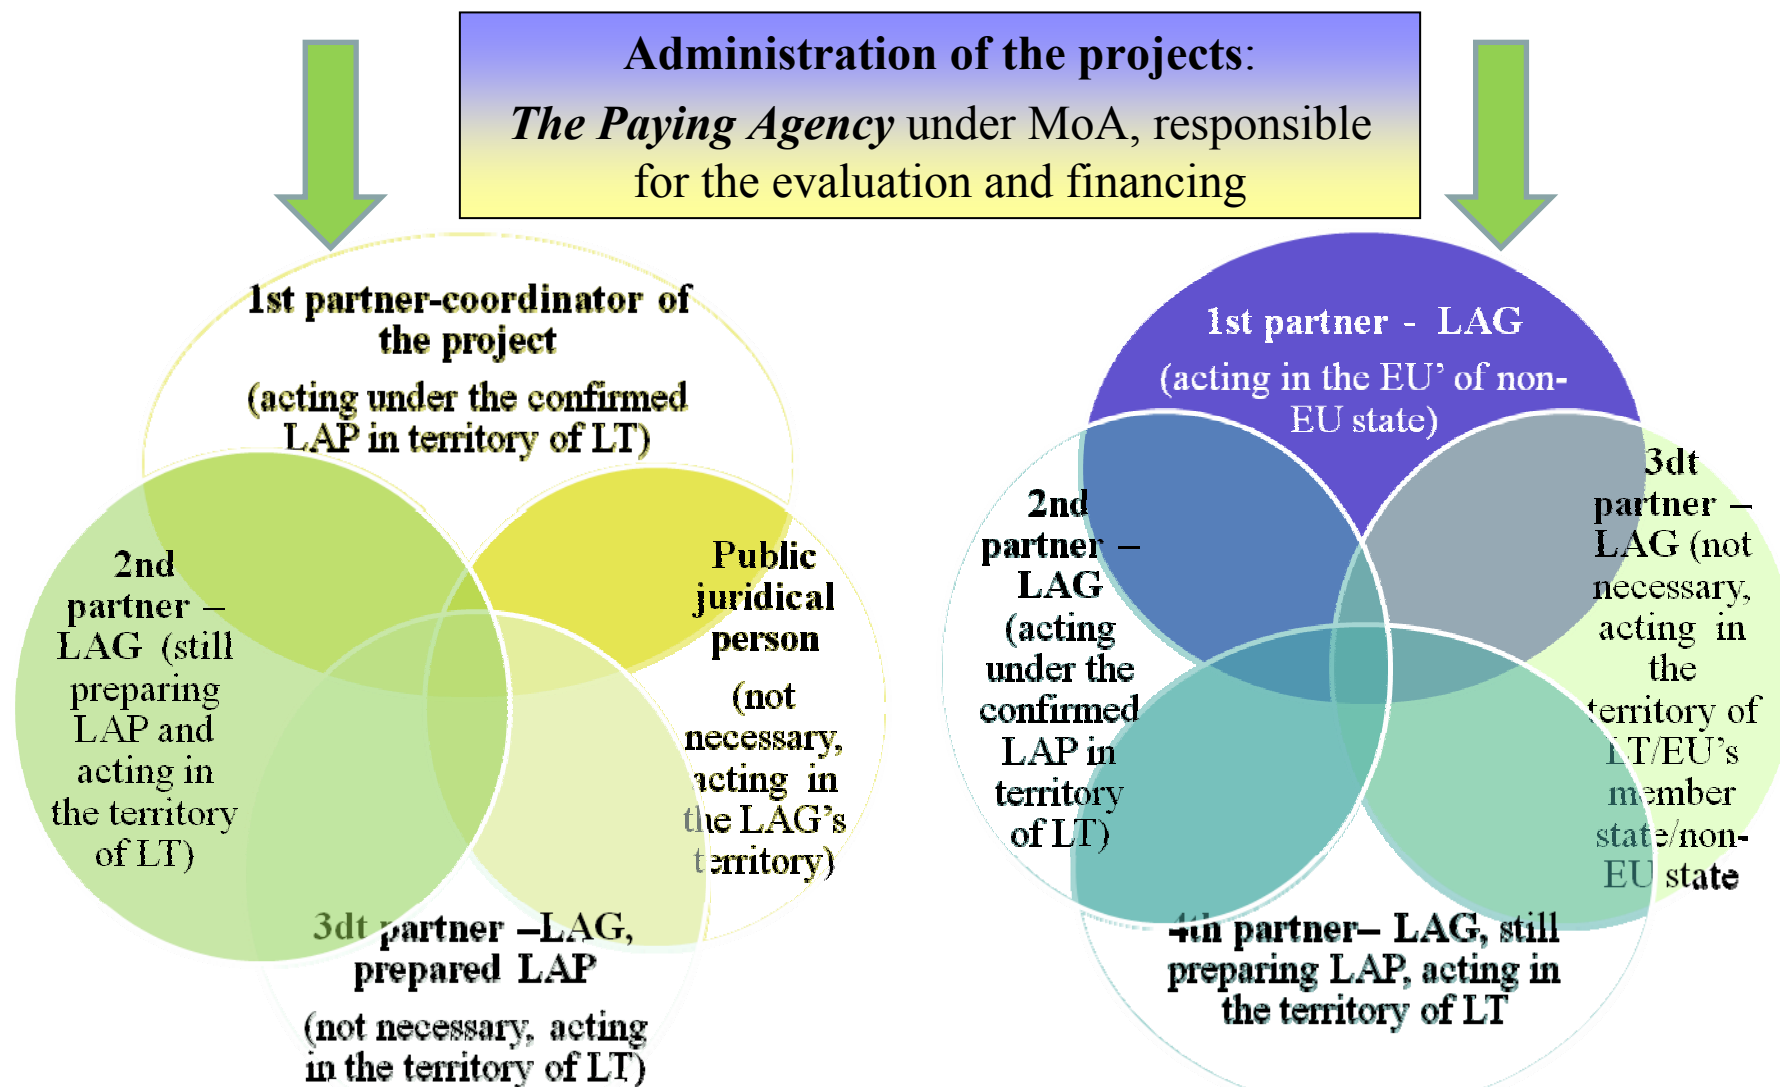 Administration of the projects:
The Paying Agency under MoA, responsible
for the evaluation and financing
1st partner-coordinator of
the project
(acting under the confirmed
LAP in territory of LT)
2nd
partner –
LAG (still
preparing
LAP and
acting in
the territory
of LT)
Public
juridical
person
(not
necessary,
acting in
the LAG’s
territory)
3dt partner –LAG,
prepared LAP
(not necessary, acting
in the territory of LT)
1st partner - LAG
(acting in the EU’ of non-
EU state)
2nd
partner –
LAG
(acting
under the
confirmed
LAP in
territory
of LT)
3dt
partner –
LAG (not
necessary,
acting in
the
territory of
LT/EU’s
member
state/non-
EU state
4th partner– LAG, still
preparing LAP, acting in
the territory of LT